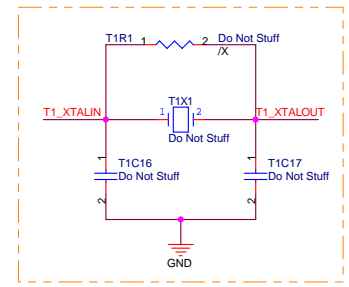 T1R1 1 2 Do Not Stuff
/X
T1_XTALIN 1 T1X1 2 T1_XTALOUT
Do Not Stuff
1 T1C16 1 T1C17
Do Not Stuff Do Not Stuff
2 2
GND